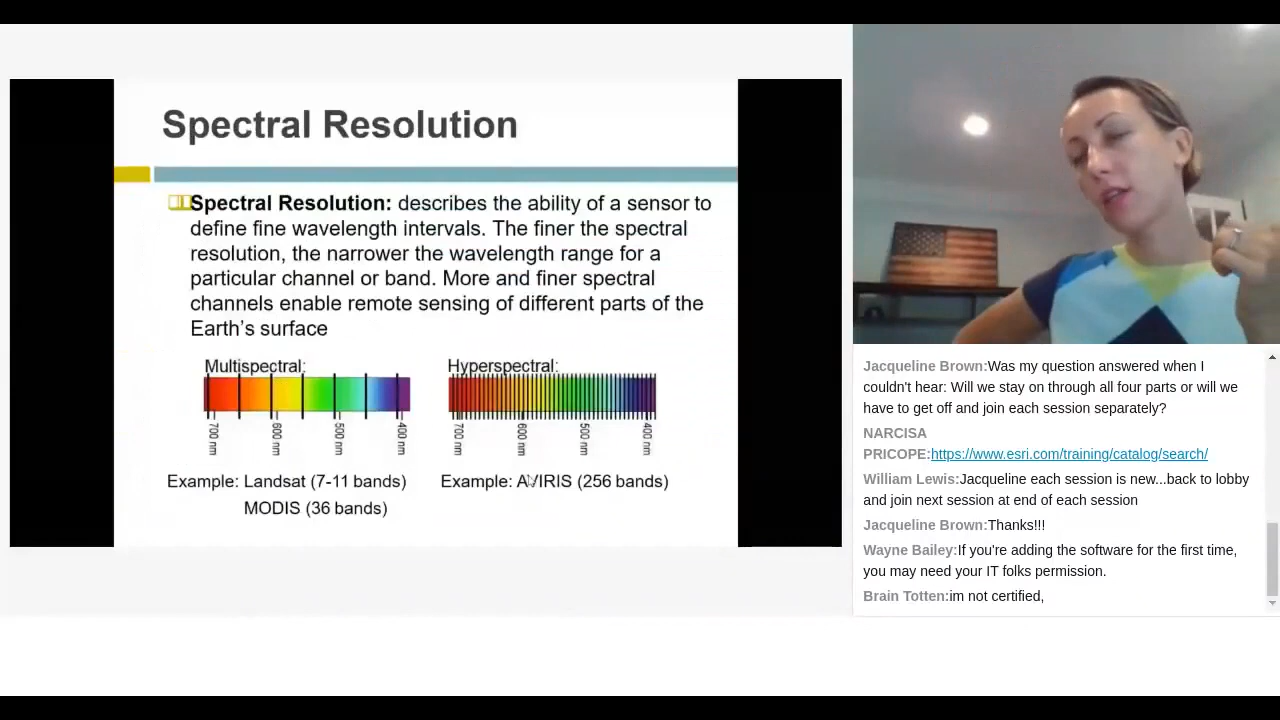 Spectral Resolution
Spectral Resolution: describes the ability of a sensor to
define fine wavelength intervals. The finer the spectral
resolution, the narrower the wavelength range for a
particular channel or band. More and finer spectral
channels enable remote sensing of different parts of the
Earth's surface
Multispectral:
700 nm
600 nm
500 nm
400 nm
Example: Landsat (7-11 bands)
MODIS (36 bands)
Hyperspectral:
700 nm
600 nm
500 nm
400 nm
Example: AVIRIS (256 bands)
Jacqueline Brown:Was my question answered when I
couldn't hear: Will we stay on through all four parts or will we
have to get off and join each session separately?
NARCISA
PRICOPE:https://www.esri.com/training/catalog/search/
William Lewis:Jacqueline each session is new...back to lobby
and join next session at end of each session
Jacqueline Brown:Thanks!!!
Wayne Bailey:If you're adding the software for the first time,
you may need your IT folks permission.
Brain Totten:im not certified,